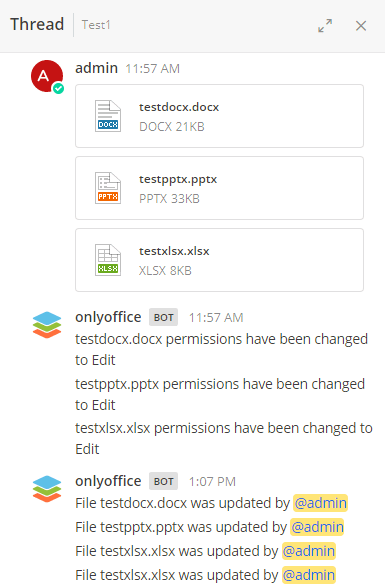 Thread Test1
A admin 11:57 AM
testdocx.docx
DOCX DOCX 21KB
testpptx.pptx
PPTX PPTX 33KB
testxlsx.xlsx
XLSX XLSX 8KB
onlyoffice BOT 11:57 AM
testdocx.docx permissions have been changed
to Edit
testpptx.pptx permissions have been changed
to Edit
testxlsx.xlsx permissions have been changed to
Edit
onlyoffice BOT 1:07 PM
File testdocx.docx was updated by @admin
File testpptx.pptx was updated by @admin
File testxlsx.xlsx was updated by @admin
File testxlsx.xlsx was updated by @admin